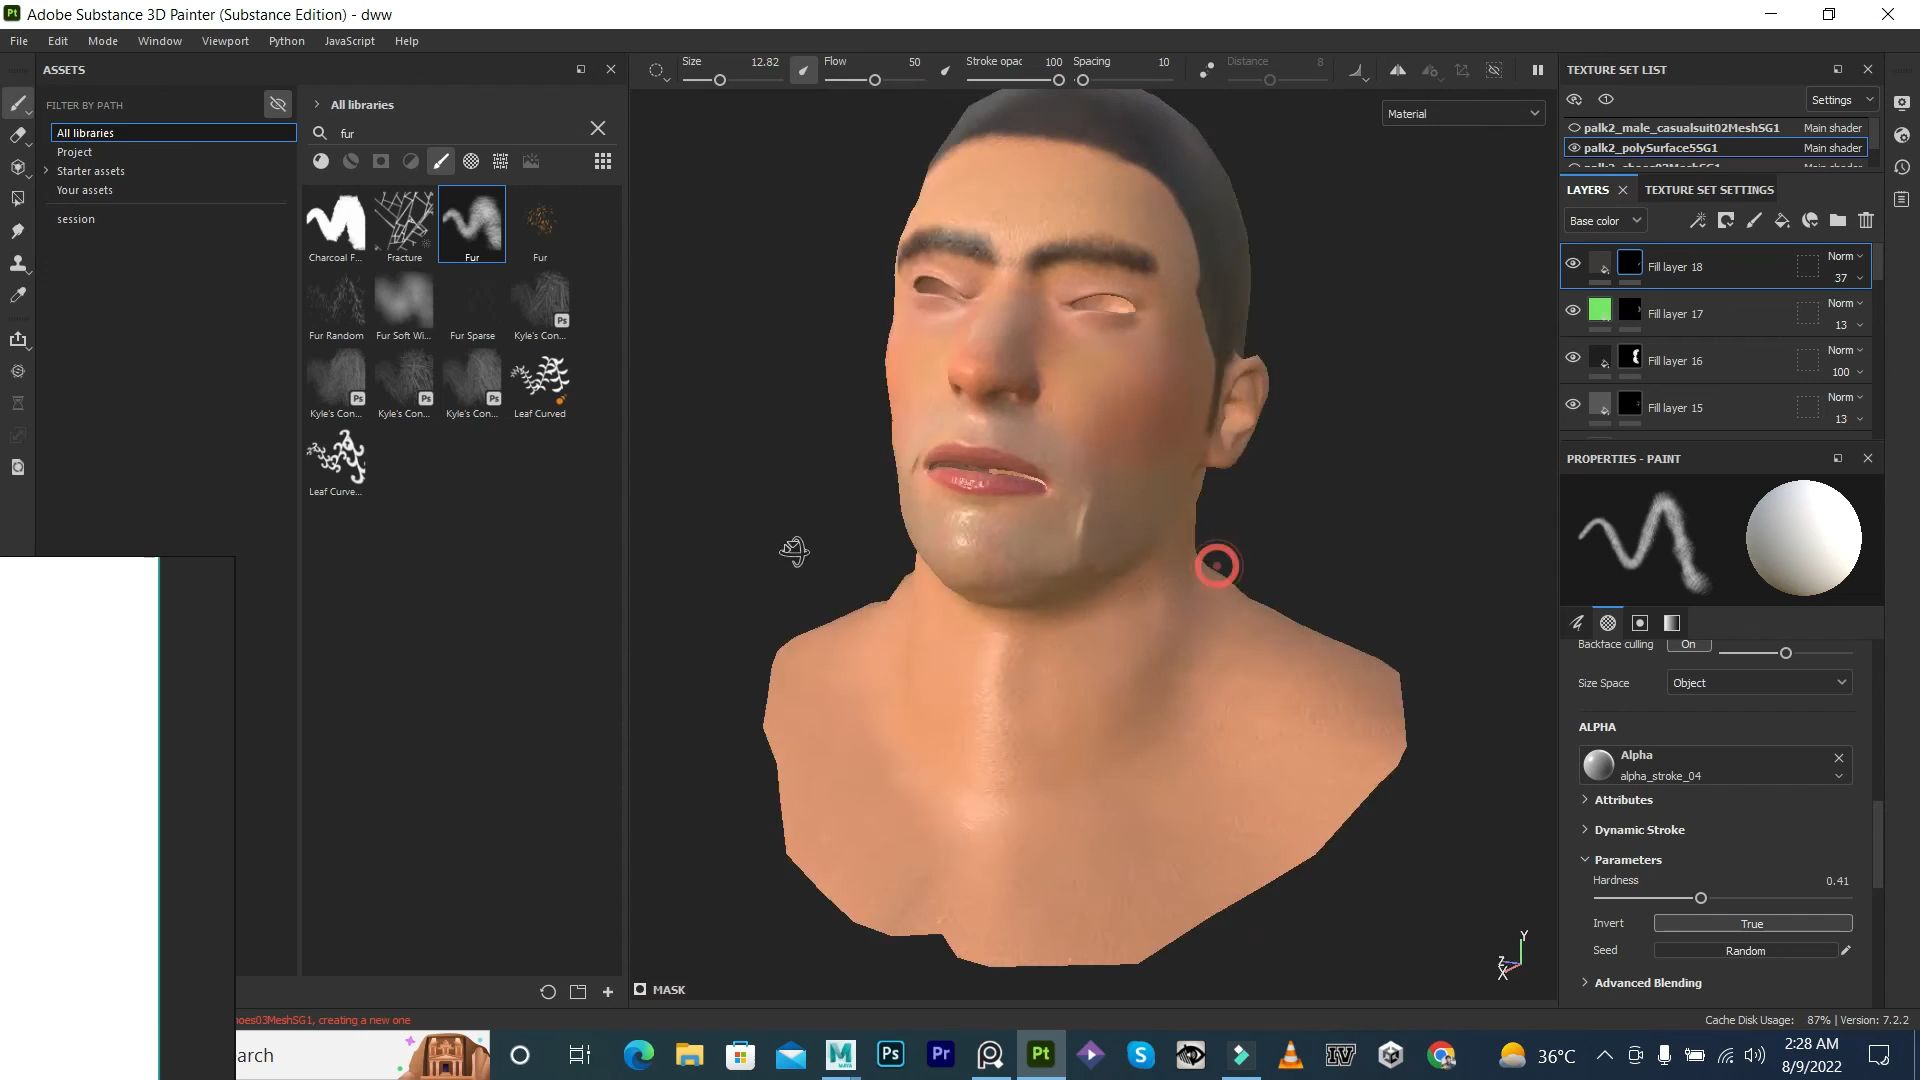 Adobe Substance 3D Painter (Substance Edition) - dww
File Edit Mode Window Viewport Python JavaScript Help
ASSETS
FILTER BY PATH
All libraries
Project
Starter assets
Your assets
session
All libraries
fur
Charcoal F... Fracture Fur Fur
Fur Random Fur Soft Wi... Fur Sparse Kyle's Con...
Kyle's Con... Kyle's Con... Kyle's Con... Leaf Curved
Leaf Curve...
Size 12.82 Flow 50 Stroke opac 100 Spacing 10 Distance 8
Material
MASK
Y
Z
X
TEXTURE SET LIST
Settings
palk2_male_casualsuit02MeshSG1 Main shader
palk2_polySurface5SG1 Main shader
LAYERS TEXTURE SET SETTINGS
Base color
Fill layer 18 Norm 37
Fill layer 17 Norm 13
Fill layer 16 Norm 100
Fill layer 15 Norm 13
PROPERTIES - PAINT
Backface culling On
Size Space Object
ALPHA
Alpha
alpha_stroke_04
Attributes
Dynamic Stroke
Parameters
Hardness 0.41
Invert True
Seed Random
Advanced Blending
hoes03MeshSG1, creating a new one
Cache Disk Usage: 87% | Version: 7.2.2
arch
36°C
2:28 AM
8/9/2022